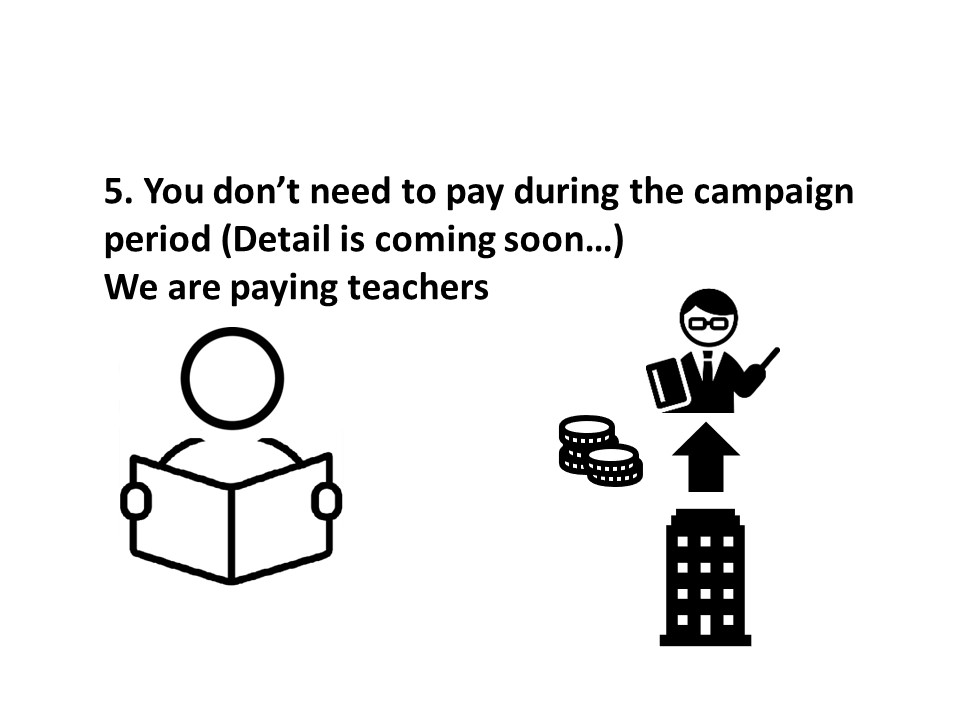 5. You don’t need to pay during the campaign
period (Detail is coming soon…)
We are paying teachers